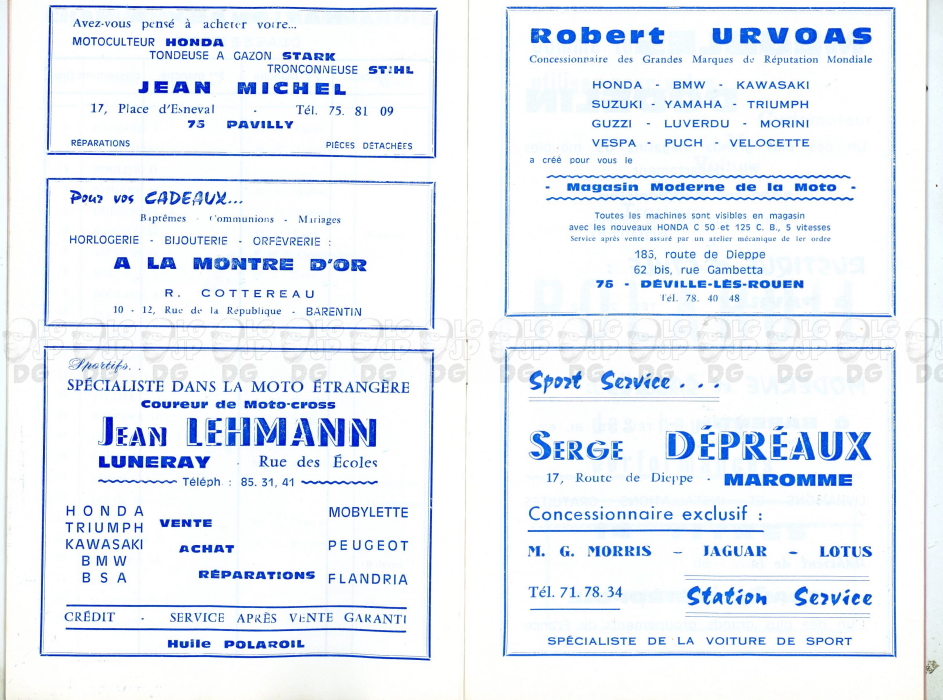 Avez-vous pensé à acheter votre...
MOTOCULTEUR HONDA
TONDEUSE A GAZON STARK
TRONÇONNEUSE STIHL
JEAN MICHEL
17, Place d'Esneval - Tél. 75. 81 09
75 PAVILLY
RÉPARATIONS PIÈCES DÉTACHÉES
Pour vos CADEAUX...
Baptêmes - Communions - Mariages
HORLOGERIE - BIJOUTERIE - ORFÈVRERIE :
A LA MONTRE D'OR
R. COTTEREAU
10 - 12, Rue de la République - BARENTIN
Sportifs. .
SPÉCIALISTE DANS LA MOTO ÉTRANGÈRE
Coureur de Moto-cross
JEAN LEHMANN
LUNERAY - Rue des Écoles
Téléph. : 85. 31, 41
HONDA
TRIUMPH
KAWASAKI
BMW
BSA
VENTE
ACHAT
RÉPARATIONS
MOBYLETTE
PEUGEOT
FLANDRIA
CRÉDIT - SERVICE APRÈS VENTE GARANTI
Huile POLAROIL
Robert URVOAS
Concessionnaire des Grandes Marques de Réputation Mondiale
HONDA - BMW - KAWASAKI
SUZUKI - YAMAHA - TRIUMPH
GUZZI - LUVERDU - MORINI
VESPA - PUCH - VELOCETTE
a créé pour vous le
- Magasin Moderne de la Moto -
Toutes les machines sont visibles en magasin
avec les nouveaux HONDA C 50 et 125 C. B., 5 vitesses
Service après vente assuré par un atelier mécanique de 1er ordre
185, route de Dieppe
62 bis, rue Gambetta
76 - DÉVILLE-LÈS-ROUEN
Tél. 78. 40 48
Sport Service . . .
SERGE DÉPRÉAUX
17, Route de Dieppe - MAROMME
Concessionnaire exclusif :
M. G. MORRIS - JAGUAR - LOTUS
Tél. 71. 78. 34 Station Service
SPÉCIALISTE DE LA VOITURE DE SPORT